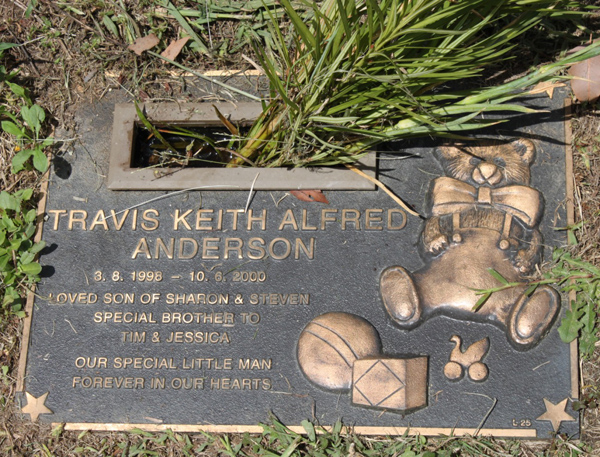 TRAVIS KEITH ALFRED
ANDERSON
3. 8. 1998 – 10. 6. 2000
LOVED SON OF SHARON & STEVEN
SPECIAL BROTHER TO
TIM & JESSICA
OUR SPECIAL LITTLE MAN
FOREVER IN OUR HEARTS
L-25